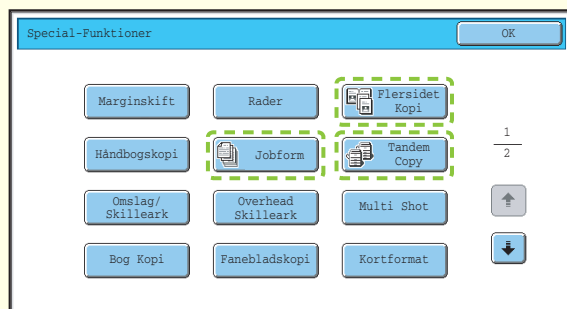 Special-Funktioner
OK
Marginskift
Rader
Flersidet
Kopi
1
2
Håndbogskopi
Jobform
Tandem
Copy
Omslag/
Skilleark
Overhead
Skilleark
Multi Shot
Bog Kopi
Fanebladskopi
Kortformat